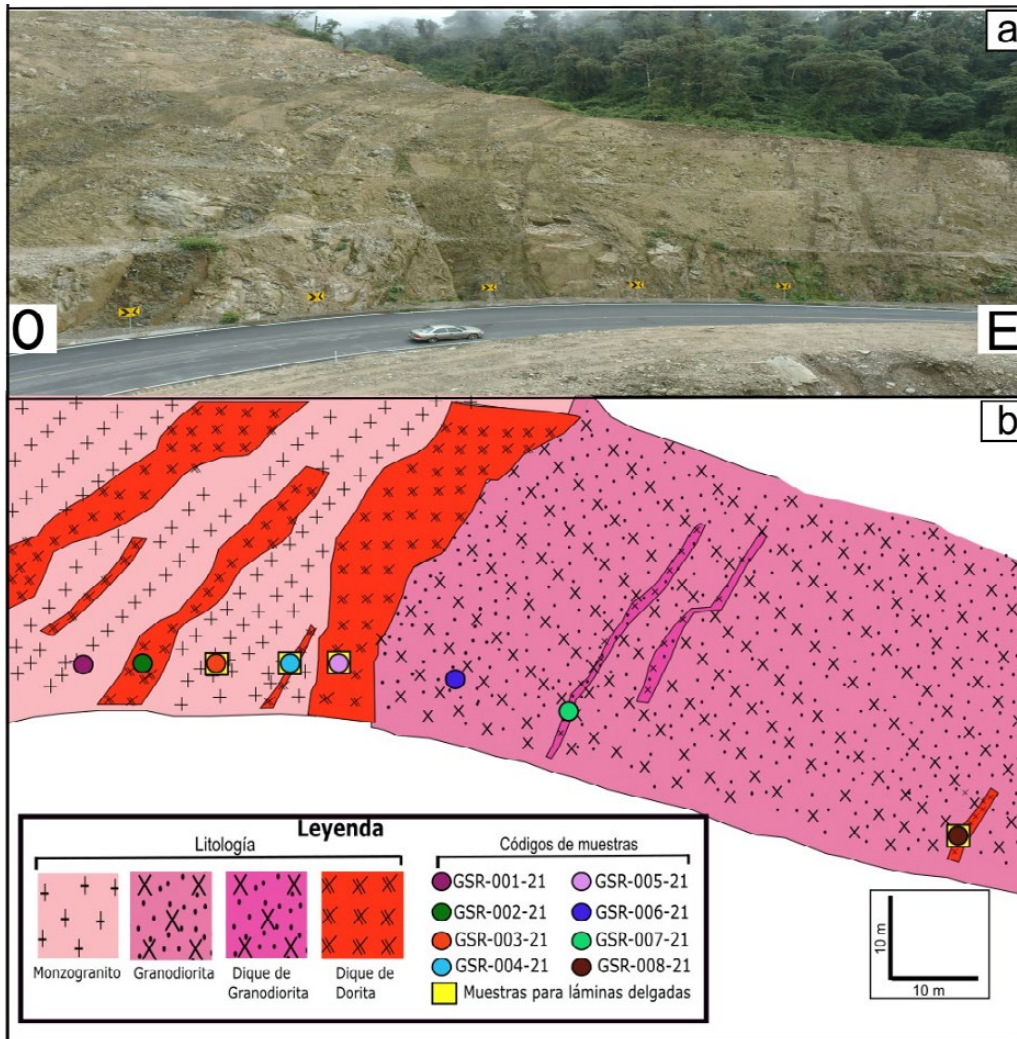 a
O
E
b
Leyenda
Litología
Códigos de muestras
Monzogranito
Granodiorita
Dique de
Granodiorita
Dique de
Dorita
GSR-001-21
GSR-005-21
GSR-002-21
GSR-006-21
GSR-003-21
GSR-007-21
GSR-004-21
GSR-008-21
Muestras para láminas delgadas
10 m
10 m